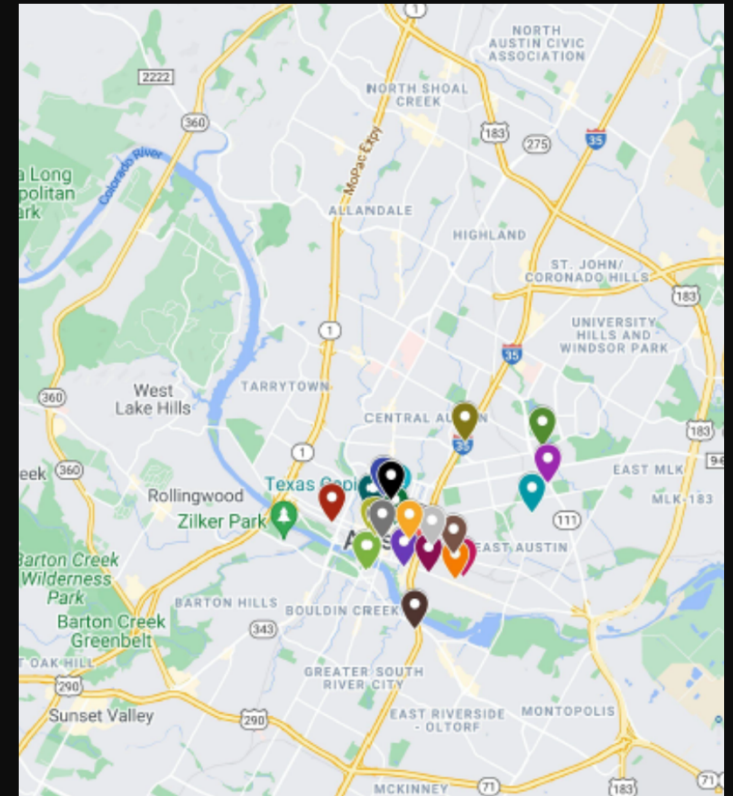 1
NORTH
AUSTIN CIVIC
ASSOCIATION
2222
NORTH SHOAL
CREEK
360
183
275
35
MoPac Expy
Colorado River
a Long
politan
ark
ALLANDALE
HIGHLAND
ST. JOHN/
CORONADO HILLS
183
UNIVERSITY
HILLS AND
WINDSOR PARK
1
35
West
Lake Hills
TARRYTOWN
360
CENTRAL AUSTIN
183
35
1
360
eek
EAST MLK
9-6
Texas Capi
Rollingwood
MLK-183
Zilker Park
111
EAST AUSTIN
Barton Creek
Wilderness
Park
BARTON HILLS
BOULDIN CREEK
Barton Creek
Greenbelt
343
T OAK HILL
290
GREATER SOUTH
RIVER CITY
Sunset Valley
290
EAST RIVERSIDE
- OLTORF
MONTOPOLIS
MCKINNEY
71
183
71